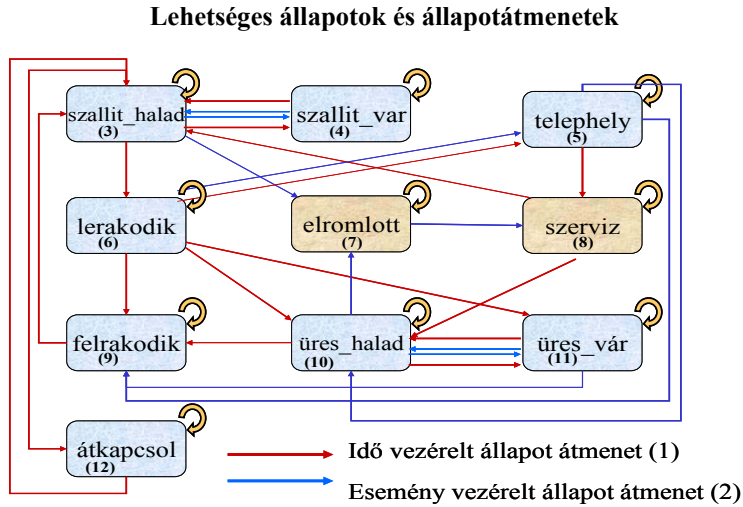 Lehetséges állapotok és állapotátmenetek
szallit_halad
(3)
szallit_var
(4)
telephely
(5)
lerakodik
(6)
elromlott
(7)
szerviz
(8)
felrakodik
(9)
üres_halad
(10)
üres_vár
(11)
átkapcsol
(12)
Idő vezérelt állapot átmenet (1)
Esemény vezérelt állapot átmenet (2)